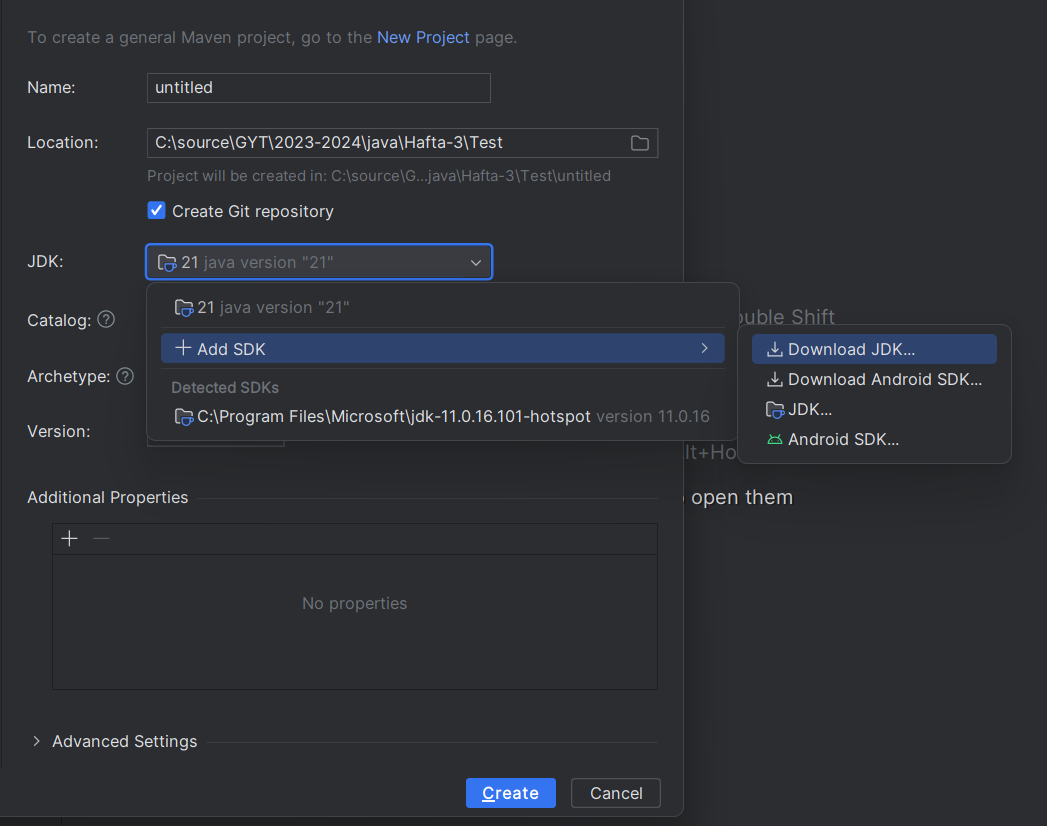 To create a general Maven project, go to the New Project page.
Name:
untitled
Location:
C:\source\GYT\2023-2024\java\Hafta-3\Test
Project will be created in: C:\source\G...java\Hafta-3\Test\untitled
Create Git repository
JDK:
21 java version "21"
21 java version "21"
Add SDK
Detected SDKs
C:\Program Files\Microsoft\jdk-11.0.16.101-hotspot version 11.0.16
Download JDK...
Download Android SDK...
JDK...
Android SDK...
Catalog:
Archetype:
Version:
Shift
open them
Additional Properties
No properties
Advanced Settings
Create
Cancel